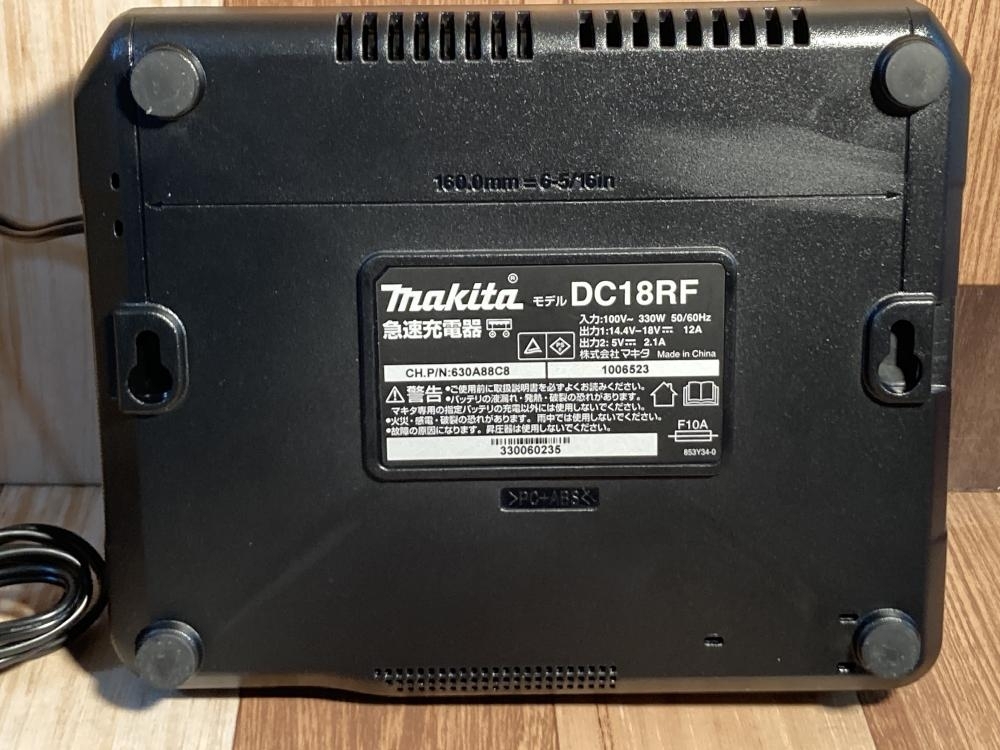 160.0mm = 6-5/16in
makita® モデル DC18RF
急速充電器
入力:100V~ 330W 50/60Hz
出力1:14.4V-18V⎓ 12A
出力2: 5V⎓ 2.1A
株式会社マキタ Made in China
PS
CH.P/N:630A88C8 1006523
警告 •ご使用前に取扱説明書を必ずよくお読みください。
•バッテリの液漏れ・発熱・破裂の恐れがあります。
マキタ専用の指定バッテリの充電以外には使用しないでください。
•火災・感電・破裂の恐れがあります。雨中では使用しないでください。
•故障の原因になります。昇圧器は使用しないでください。
F10A
330060235
853Y34-0
>PC+ABS<